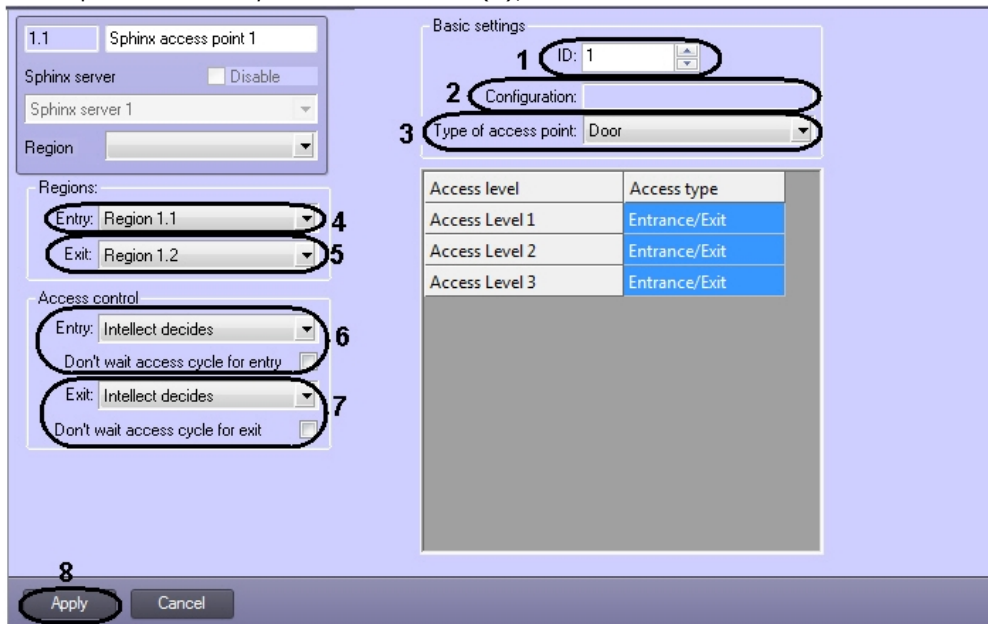 1.1 Sphinx access point 1
Sphinx server Disable
Sphinx server 1
Region
Regions:
Entry: Region 1.1 4
Exit: Region 1.2 5
Access control
Entry: Intellect decides 6
Don't wait access cycle for entry
Exit: Intellect decides 7
Don't wait access cycle for exit
Basic settings
1 ID: 1
2 Configuration:
3 Type of access point: Door
Access level Access type
Access Level 1 Entrance/Exit
Access Level 2 Entrance/Exit
Access Level 3 Entrance/Exit
8
Apply Cancel